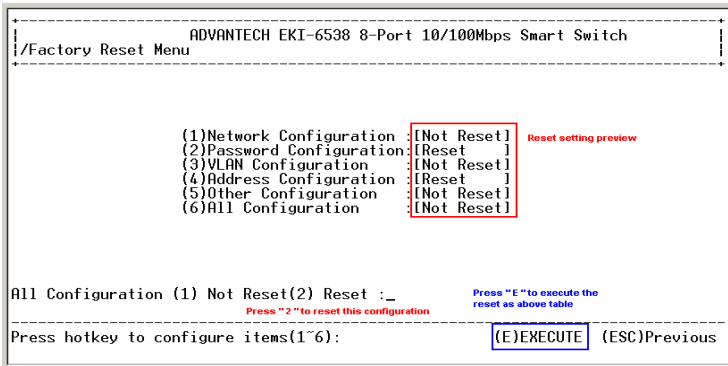 ADVANTECH EKI-6538 8-Port 10/100Mbps Smart Switch
/Factory Reset Menu
(1)Network Configuration :[Not Reset]
Reset setting preview
(2)Password Configuration:[Reset    ]
(3)VLAN Configuration    :[Not Reset]
(4)Address Configuration :[Reset    ]
(5)Other Configuration   :[Not Reset]
(6)All Configuration     :[Not Reset]
All Configuration (1) Not Reset(2) Reset :_
Press "E "to execute the
reset as above table
Press "2 "to reset this configuration
Press hotkey to configure items(1~6): (E)EXECUTE (ESC)Previous